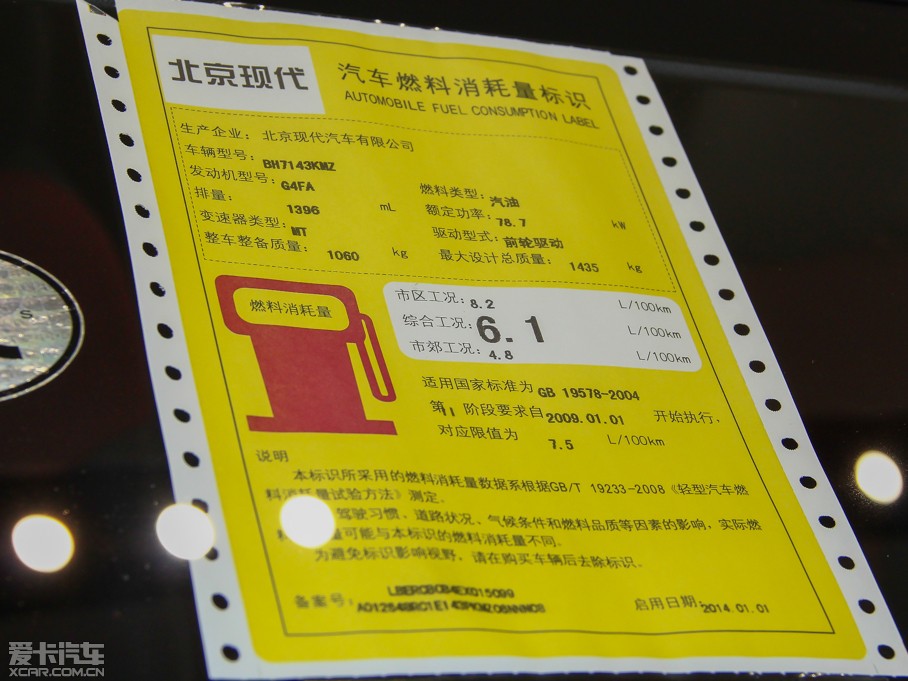 北京现代
汽车燃料消耗量标识
AUTOMOBILE FUEL CONSUMPTION LABEL
生产企业：北京现代汽车有限公司
车辆型号：BH7143KMZ
发动机型号：G4FA
燃料类型：汽油
排量：1396 mL
额定功率：78.7 kW
变速器类型：MT
驱动型式：前轮驱动
整车整备质量：1060 kg
最大设计总质量：1435 kg
燃料消耗量
市区工况：8.2 L/100km
综合工况：6.1 L/100km
市郊工况：4.8 L/100km
适用国家标准为 GB 19578-2004
第II阶段要求自2009.01.01 开始执行，
对应限值为 7.5 L/100km
说明
本标识所采用的燃料消耗量数据系根据GB/T 19233-2008《轻型汽车燃
料消耗量试验方法》测定。
驾驶习惯、道路状况、气候条件和燃料品质等因素的影响，实际燃
可能与本标识的燃料消耗量不同。
为避免标识影响视野，请在购买车辆后去除标识。
备案号：
启用日期：2014.01.01
S
爱卡汽车
XCAR.COM.CN